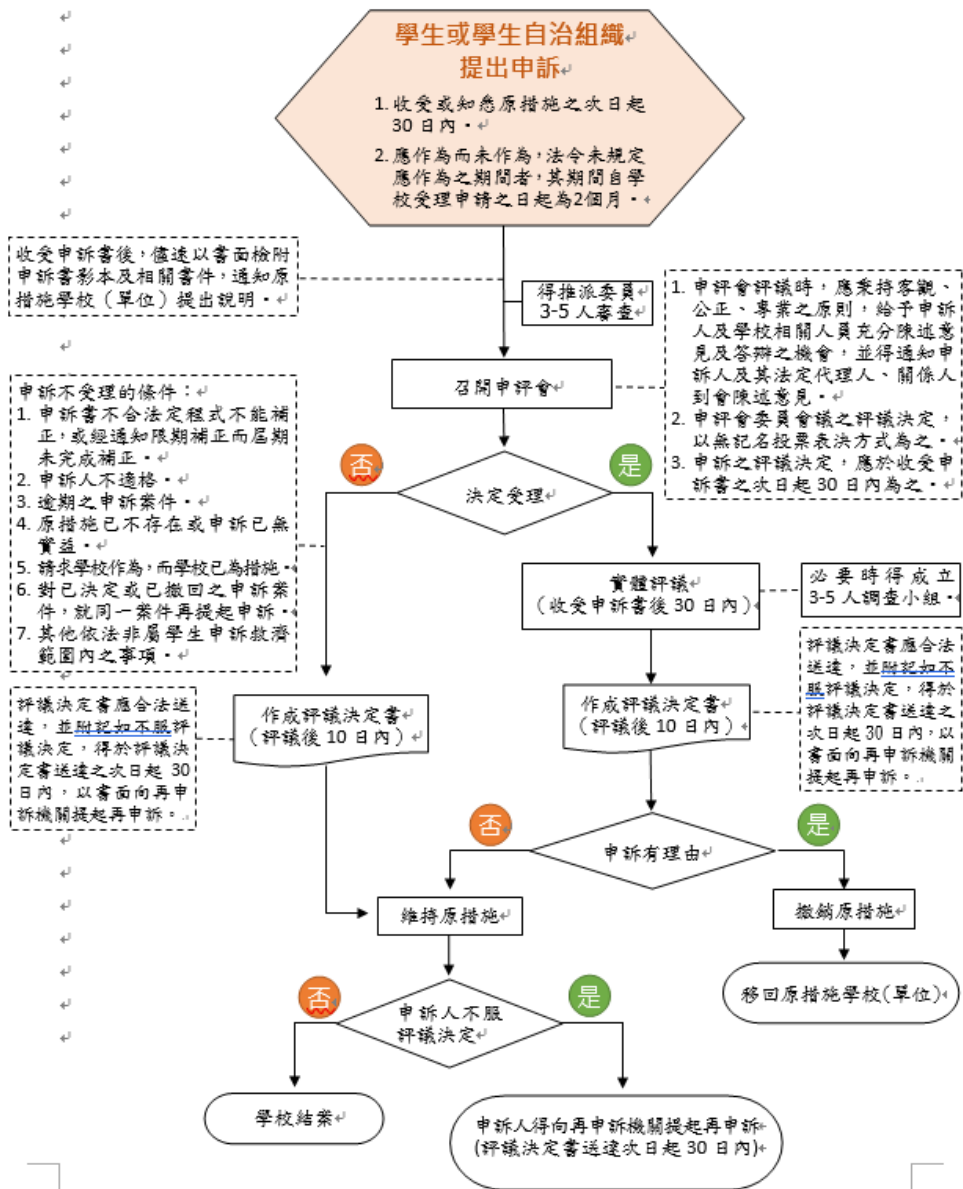 學生或學生自治組織
提出申訴
1. 收受或知悉原措施之次日起
30 日內。
2. 應作為而未作為，法令未規定
應作為之期間者，其期間自學
校受理申請之日起為2個月。
收受申訴書後，儘速以書面檢附
申訴書影本及相關書件，通知原
措施學校（單位）提出說明。
得推派委員
3-5 人審查
1. 申評會評議時，應秉持客觀、
公正、專業之原則，給予申訴
人及學校相關人員充分陳述意
見及答辯之機會，並得通知申
訴人及其法定代理人、關係人
到會陳述意見。
2. 申評會委員會議之評議決定，
以無記名投票表決方式為之。
3. 申訴之評議決定，應於收受申
訴書之次日起 30 日內為之。
召開申評會
申訴不受理的條件：
1. 申訴書不合法定程式不能補
正，或經通知限期補正而屆期
未完成補正。
2. 申訴人不適格。
3. 逾期之申訴案件。
4. 原措施已不存在或申訴已無
實益。
5. 請求學校作為，而學校已為措施。
6. 對已決定或已撤回之申訴案
件，就同一案件再提起申訴。
7. 其他依法非屬學生申訴救濟
範圍內之事項。
否
是
決定受理
實體評議
（收受申訴書後 30 日內）
必要時得成立
3-5 人調查小組。
評議決定書應合法送
達，並附記如不服評
議決定，得於評議決
定書送達之次日起 30
日內，以書面向再申
訴機關提起再申訴。
作成評議決定書
（評議後 10 日內）
作成評議決定書
（評議後 10 日內）
評議決定書應合法
送達，並附記如不
服評議決定，得於
評議決定書送達之
次日起 30 日內，以
書面向再申訴機關
提起再申訴。
否
是
申訴有理由
維持原措施
撤銷原措施
移回原措施學校(單位)
否
是
申訴人不服
評議決定
學校結案
申訴人得向再申訴機關提起再申訴
(評議決定書送達次日起 30 日內)